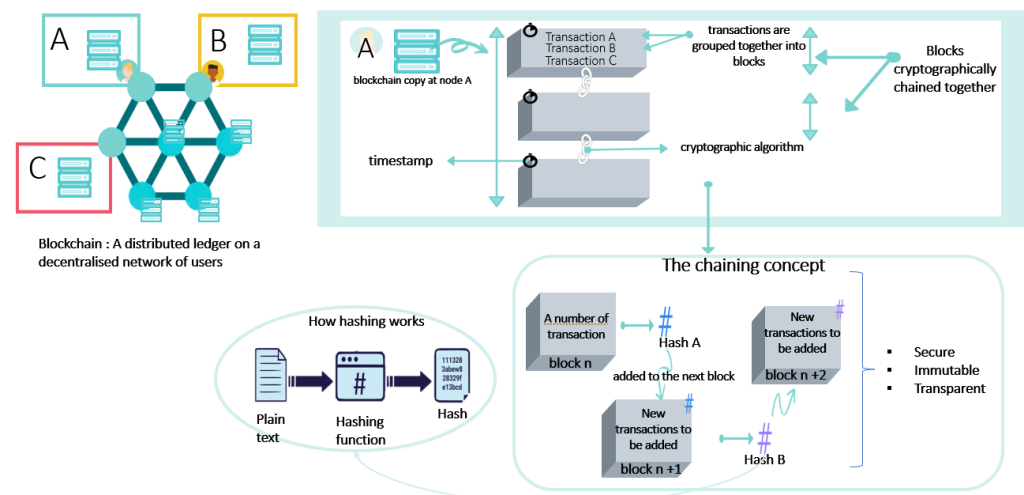 A
B
C
Blockchain : A distributed ledger on a
decentralised network of users
A
blockchain copy at node A
Transaction A
Transaction B
Transaction C
transactions are
grouped together into
blocks
Blocks
cryptographically
chained together
timestamp
cryptographic algorithm
The chaining concept
A number of
transaction
block n
#
Hash A
added to the next block
#
New
transactions to
be added
block n +1
#
Hash B
#
New
transactions to
be added
block n +2
▪ Secure
▪ Immutable
▪ Transparent
How hashing works
Plain
text
#
Hashing
function
111328
3abew8
28329f
e13bcd
Hash